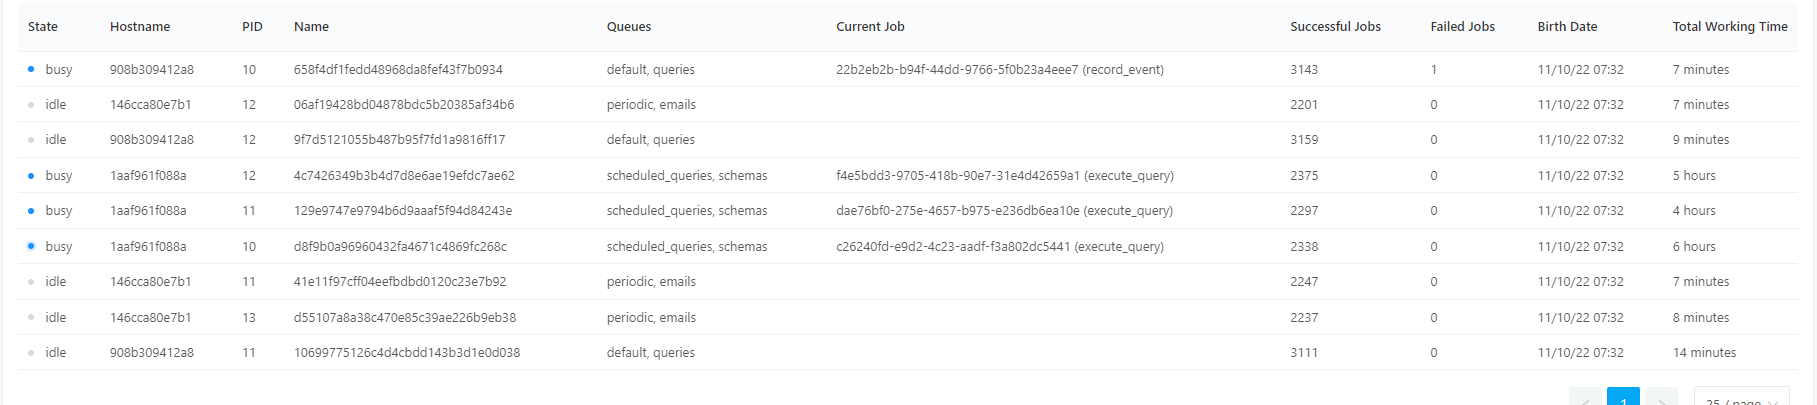 State Hostname PID Name Queues Current Job Successful Jobs Failed Jobs Birth Date Total Working Time
busy 908b309412a8 10 658f4df1fedd48968da8fef43f7b0934 default, queries 22b2eb2b-b94f-44dd-9766-5f0b23a4eee7 (record_event) 3143 1 11/10/22 07:32 7 minutes
idle 146cca80e7b1 12 06af19428bd04878bdc5b20385af34b6 periodic, emails 2201 0 11/10/22 07:32 7 minutes
idle 908b309412a8 12 9f7d5121055b487b95f7fd1a9816ff17 default, queries 3159 0 11/10/22 07:32 9 minutes
busy 1aaf961f088a 12 4c7426349b3b4d7d8e6ae19efdc7ae62 scheduled_queries, schemas f4e5bdd3-9705-418b-90e7-31e4d42659a1 (execute_query) 2375 0 11/10/22 07:32 5 hours
busy 1aaf961f088a 11 129e9747e9794b6d9aaaf5f94d84243e scheduled_queries, schemas dae76bf0-275e-4657-b975-e236db6ea10e (execute_query) 2297 0 11/10/22 07:32 4 hours
busy 1aaf961f088a 10 d8f9b0a96960432fa4671c4869fc268c scheduled_queries, schemas c26240fd-e9d2-4c23-aadf-f3a802dc5441 (execute_query) 2338 0 11/10/22 07:32 6 hours
idle 146cca80e7b1 11 41e11f97cff04eefbdbd0120c23e7b92 periodic, emails 2247 0 11/10/22 07:32 7 minutes
idle 146cca80e7b1 13 d55107a8a38c470e85c39ae226b9eb38 periodic, emails 2237 0 11/10/22 07:32 8 minutes
idle 908b309412a8 11 10699775126c4d4cbdd143b3d1e0d038 default, queries 3111 0 11/10/22 07:32 14 minutes
1 25 / page